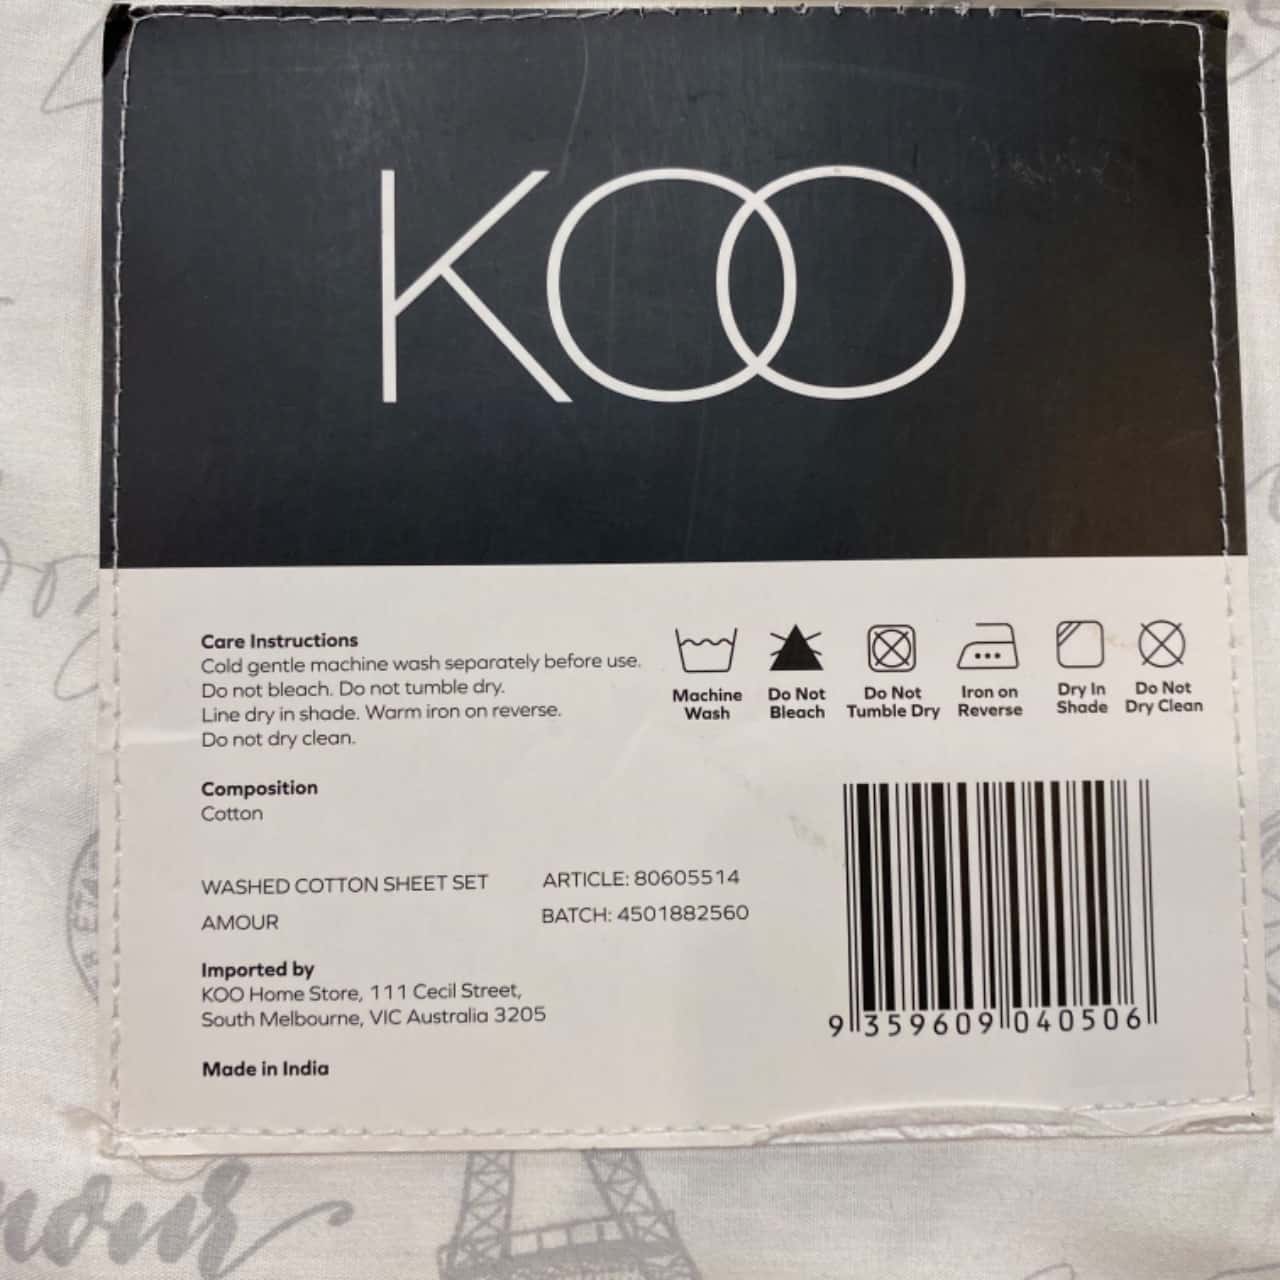 KOO
Care Instructions
Cold gentle machine wash separately before use.
Do not bleach. Do not tumble dry.
Line dry in shade. Warm iron on reverse.
Do not dry clean.
Machine Wash
Do Not Bleach
Do Not Tumble Dry
Iron on Reverse
Dry In Shade
Do Not Dry Clean
Composition
Cotton
WASHED COTTON SHEET SET
AMOUR
ARTICLE: 80605514
BATCH: 4501882560
Imported by
KOO Home Store, 111 Cecil Street,
South Melbourne, VIC Australia 3205
Made in India
9 359609 040506